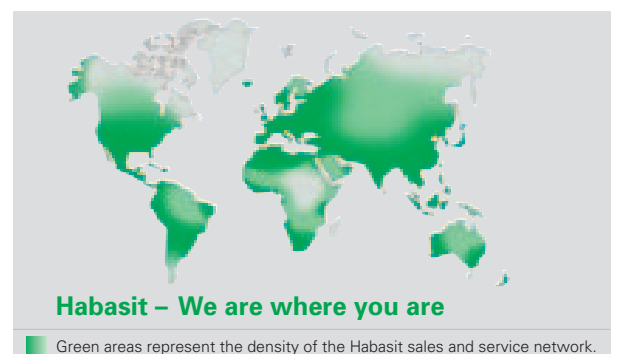 Habasit – We are where you are
Green areas represent the density of the Habasit sales and service network.